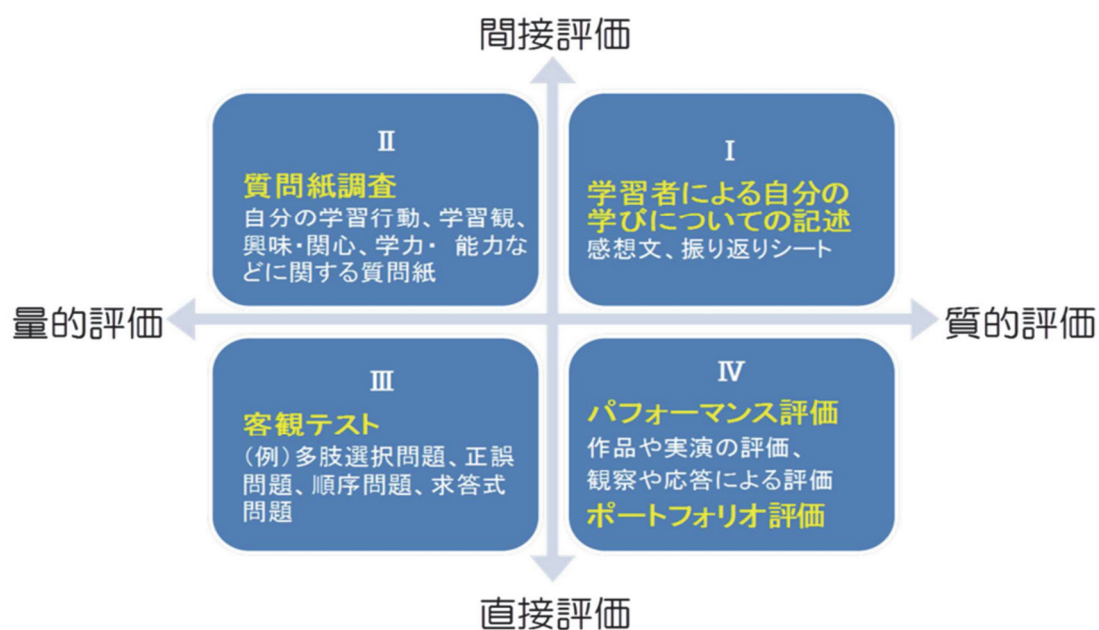 間接評価
Ⅱ
質問紙調査
自分の学習行動、学習観、
興味・関心、学力・ 能力な
どに関する質問紙
Ⅰ
学習者による自分の
学びについての記述
感想文、振り返りシート
量的評価
質的評価
Ⅲ
客観テスト
（例）多肢選択問題、正誤
問題、順序問題、求答式
問題
Ⅳ
パフォーマンス評価
作品や実演の評価、
観察や応答による評価
ポートフォリオ評価
直接評価